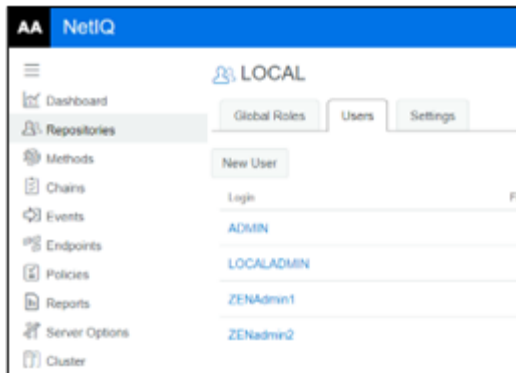 AA NetIQ
LOCAL
Dashboard
Repositories
Methods
Chains
Events
Endpoints
Policies
Reports
Server Options
Cluster
Global Roles Users Settings
New User
Login F
ADMIN
LOCALADMIN
ZENAdmin1
ZENadmin2